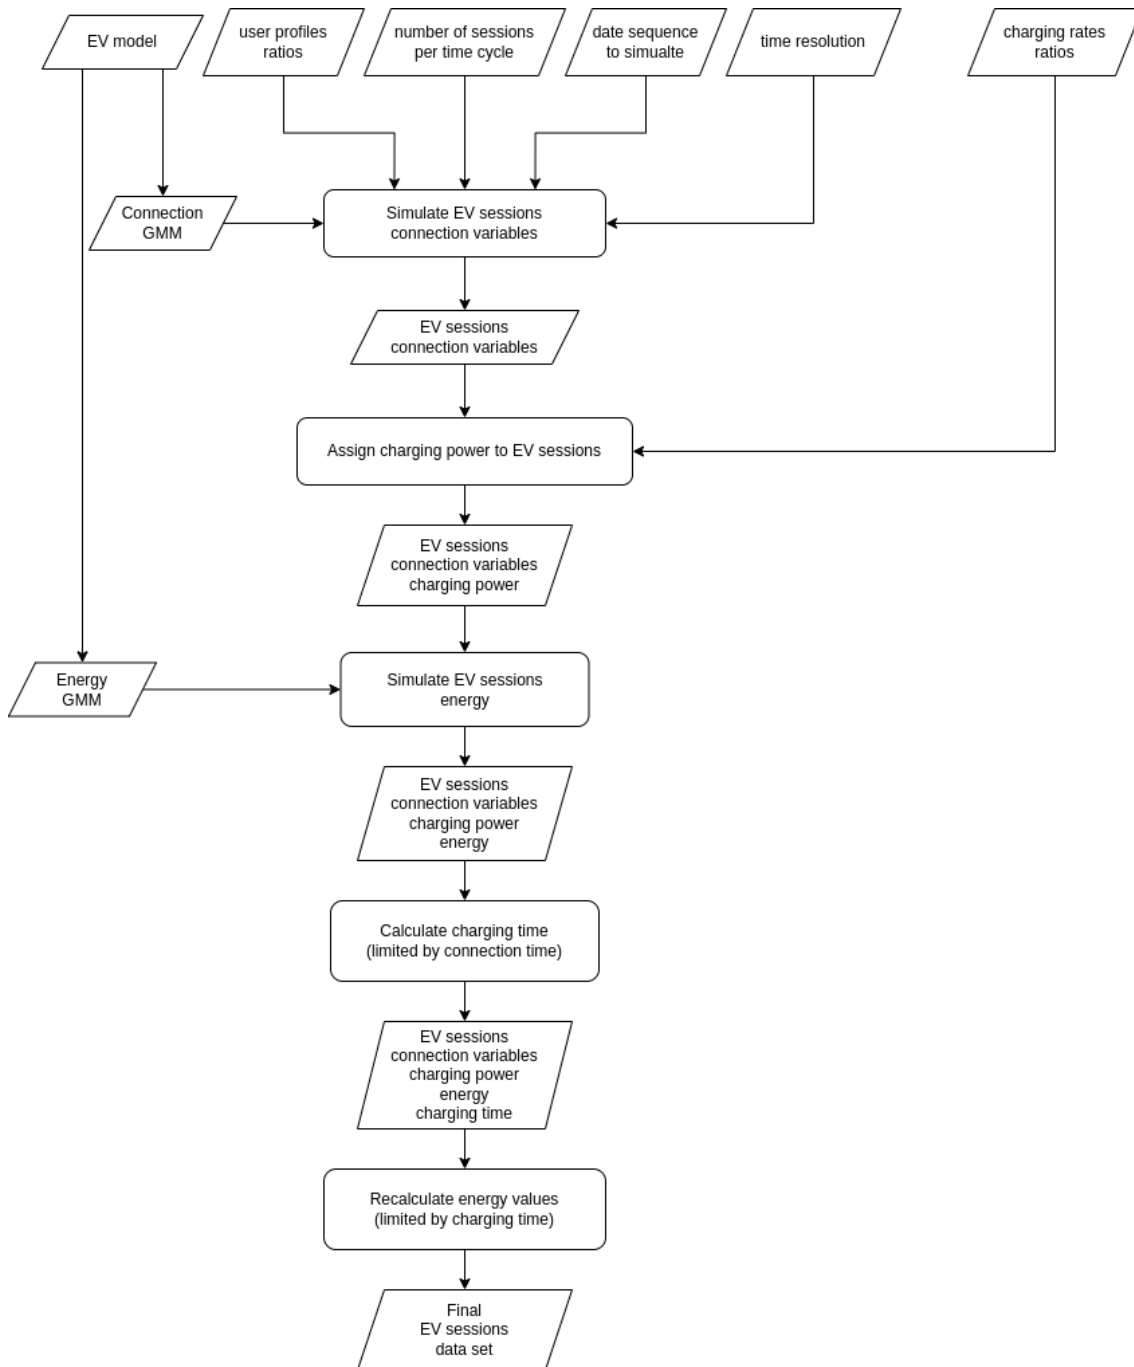 EV model
user profiles
ratios
number of sessions
per time cycle
date sequence
to simualte
time resolution
charging rates
ratios
Connection
GMM
Simulate EV sessions
connection variables
EV sessions
connection variables
Assign charging power to EV sessions
EV sessions
connection variables
charging power
Energy
GMM
Simulate EV sessions
energy
EV sessions
connection variables
charging power
energy
Calculate charging time
(limited by connection time)
EV sessions
connection variables
charging power
energy
charging time
Recalculate energy values
(limited by charging time)
Final
EV sessions
data set